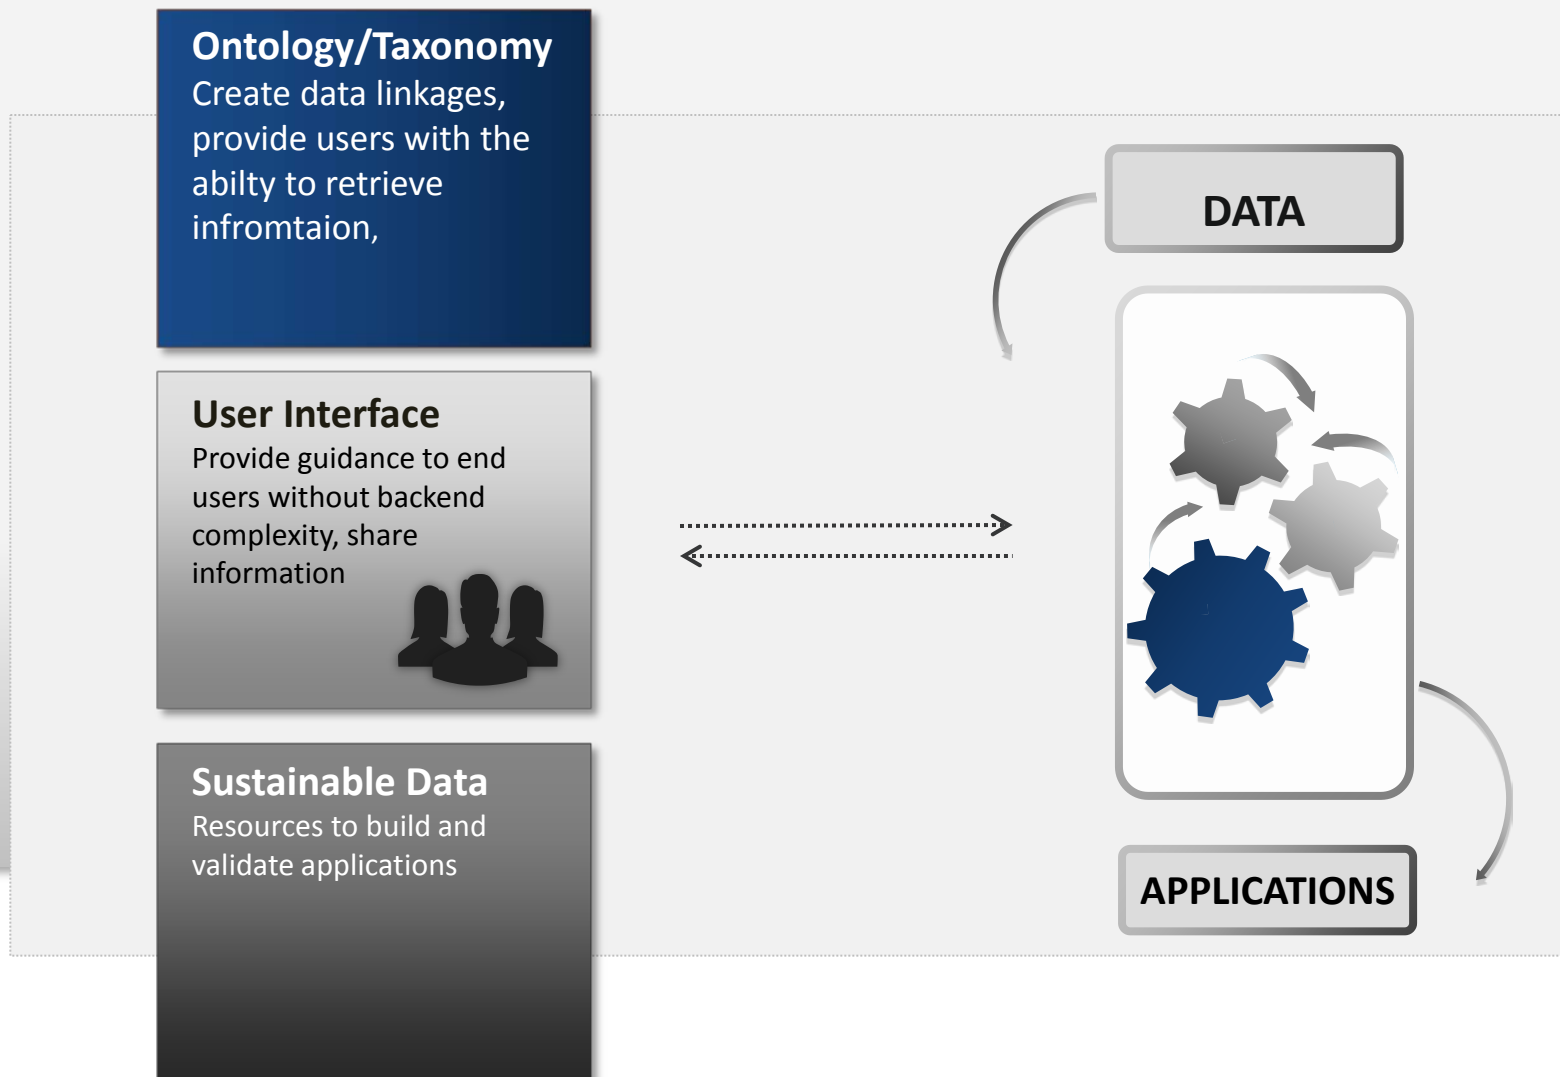 Ontology/Taxonomy
Create data linkages,
provide users with the
abilty to retrieve
infromtaion,
User Interface
Provide guidance to end
users without backend
complexity, share
information
Sustainable Data
Resources to build and
validate applications
DATA
APPLICATIONS